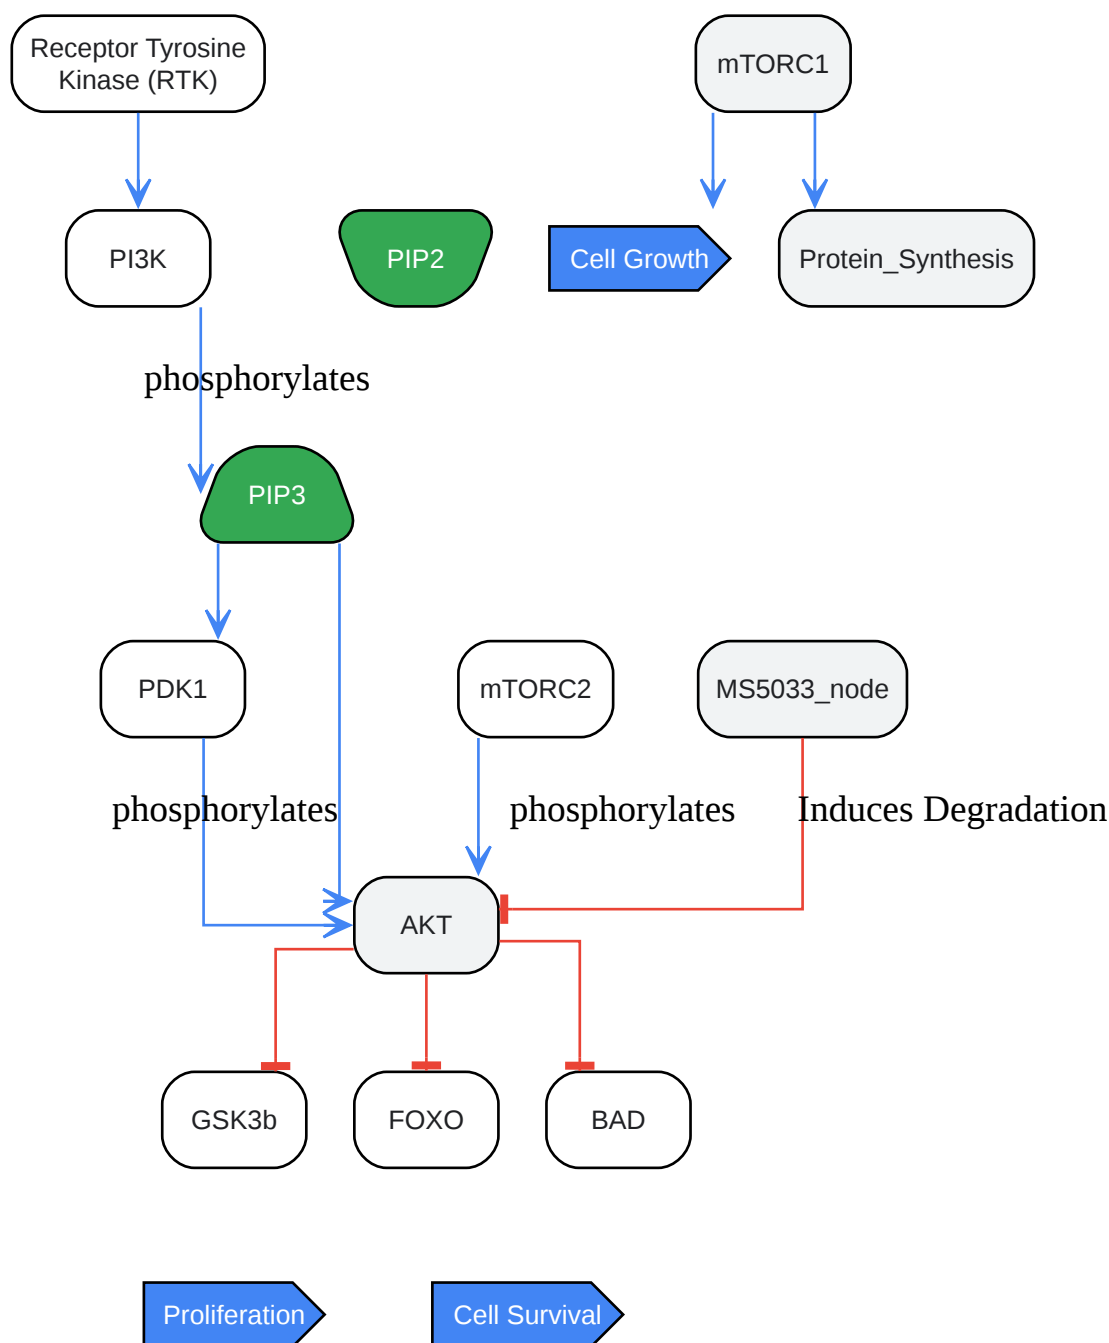 Receptor Tyrosine
Kinase (RTK)
mTORC1
PI3K
PIP2
Cell Growth
Protein_Synthesis
phosphorylates
PIP3
PDK1
mTORC2
MS5033_node
phosphorylates
phosphorylates
Induces Degradation
AKT
GSK3b
FOXO
BAD
Proliferation
Cell Survival